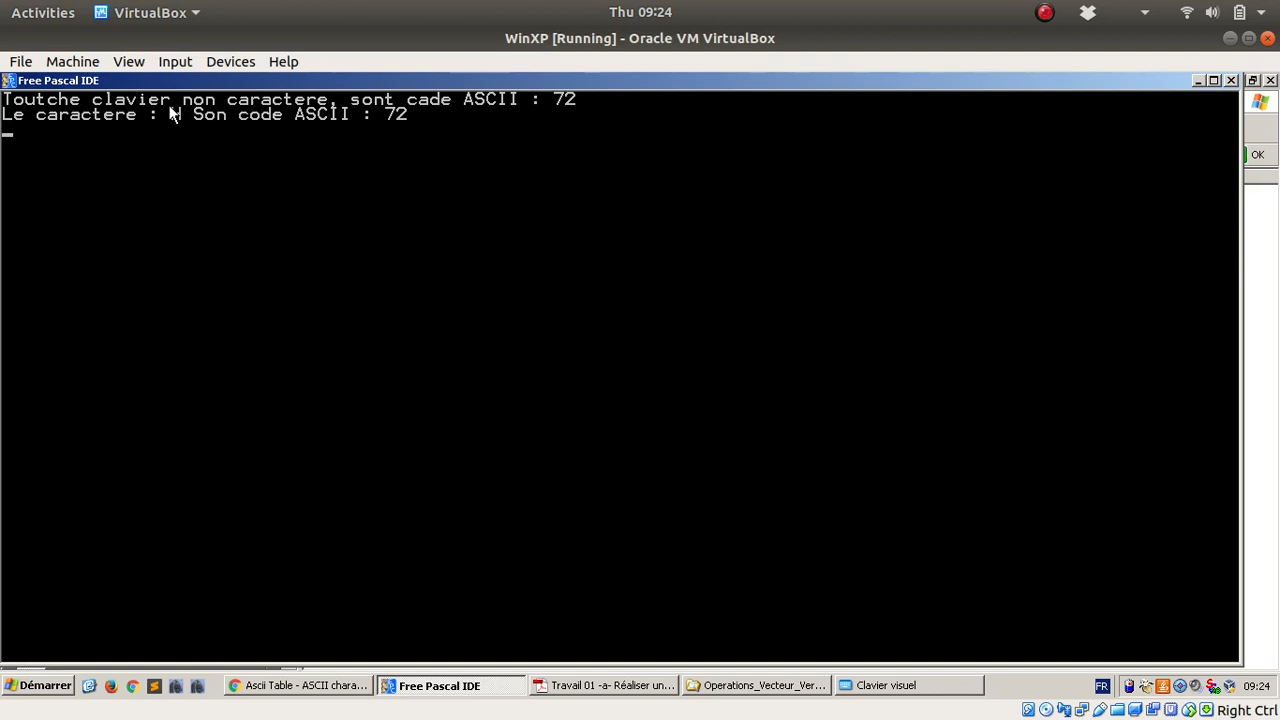 Activities VirtualBox Thu 09:24
WinXP [Running] - Oracle VM VirtualBox
File Machine View Input Devices Help
Free Pascal IDE
Toutche clavier non caractere, sont cade ASCII : 72
Le caractere : H Son code ASCII : 72
OK
Démarrer Ascii Table - ASCII chara... Free Pascal IDE Travail 01 -a- Réaliser un... Operations_Vecteur_Ver... Clavier visuel FR 09:24
Right Ctrl